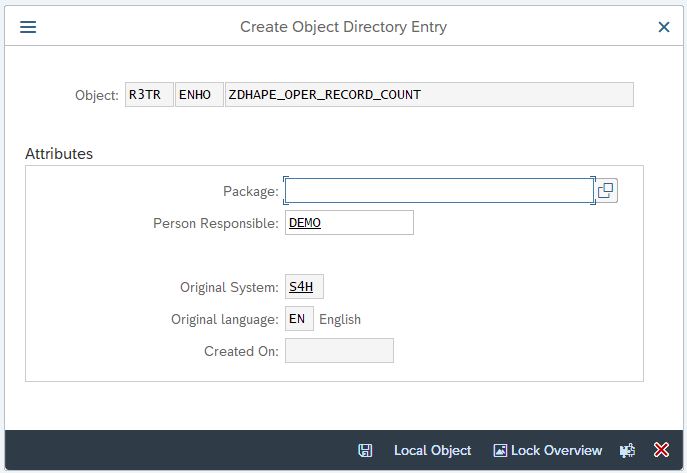 Create Object Directory Entry
Object: R3TR ENHO ZDHAPE_OPER_RECORD_COUNT
Attributes
Package:
Person Responsible: DEMO
Original System: S4H
Original language: EN English
Created On:
Local Object Lock Overview